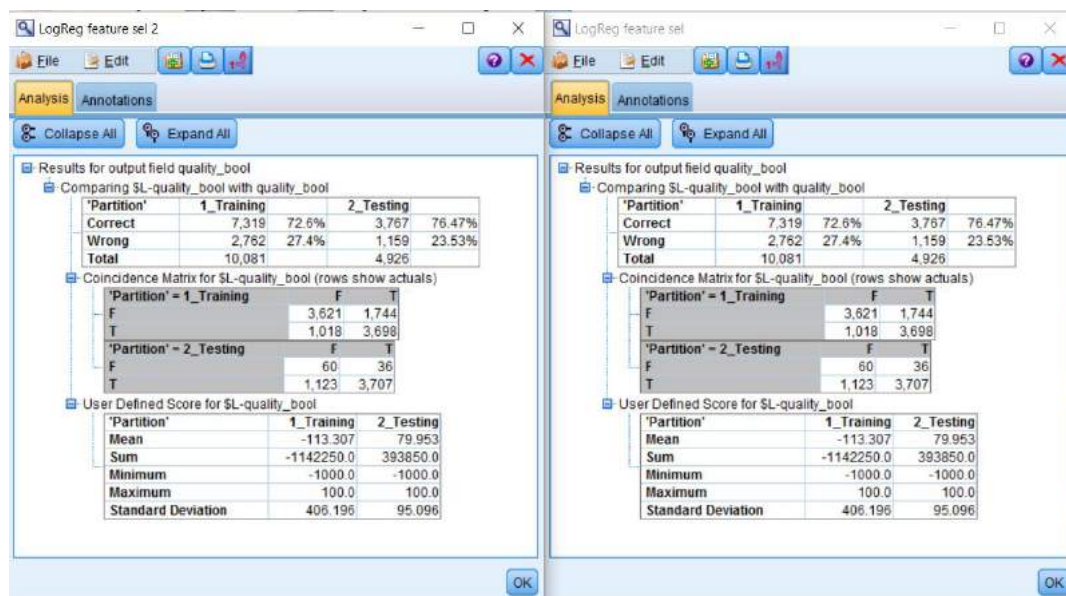 LogReg feature sel 2
File Edit
Analysis Annotations
Collapse All Expand All
Results for output field quality_bool
Comparing $L-quality_bool with quality_bool
'Partition' 1_Training 2_Testing
Correct 7,319 72.6% 3,767 76.47%
Wrong 2,762 27.4% 1,159 23.53%
Total 10,081 4,926
Coincidence Matrix for $L-quality_bool (rows show actuals)
'Partition' = 1_Training F T
F 3,621 1,744
T 1,018 3,698
'Partition' = 2_Testing F T
F 60 36
T 1,123 3,707
User Defined Score for $L-quality_bool
'Partition' 1_Training 2_Testing
Mean -113.307 79.953
Sum -1142250.0 393850.0
Minimum -1000.0 -1000.0
Maximum 100.0 100.0
Standard Deviation 406.196 95.096
OK
LogReg feature sel
File Edit
Analysis Annotations
Collapse All Expand All
Results for output field quality_bool
Comparing $L-quality_bool with quality_bool
'Partition' 1_Training 2_Testing
Correct 7,319 72.6% 3,767 76.47%
Wrong 2,762 27.4% 1,159 23.53%
Total 10,081 4,926
Coincidence Matrix for $L-quality_bool (rows show actuals)
'Partition' = 1_Training F T
F 3,621 1,744
T 1,018 3,698
'Partition' = 2_Testing F T
F 60 36
T 1,123 3,707
User Defined Score for $L-quality_bool
'Partition' 1_Training 2_Testing
Mean -113.307 79.953
Sum -1142250.0 393850.0
Minimum -1000.0 -1000.0
Maximum 100.0 100.0
Standard Deviation 406.196 95.096
OK